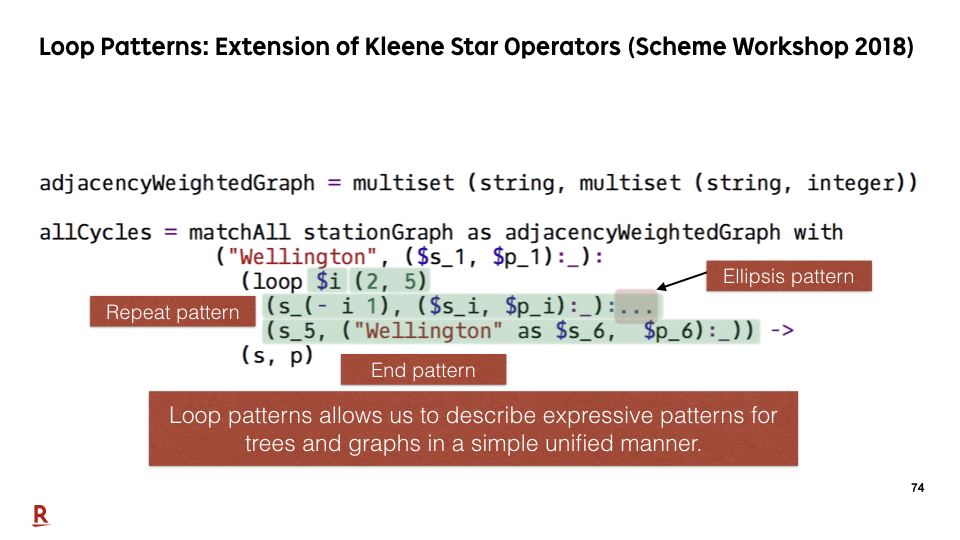 Loop Patterns: Extension of Kleene Star Operators (Scheme Workshop 2018)
adjacencyWeightedGraph = multiset (string, multiset (string, integer))
allCycles = matchAll stationGraph as adjacencyWeightedGraph with
("Wellington", ($s_1, $p_1):_):
(loop $i (2, 5)
Ellipsis pattern
Repeat pattern
(s_(- i 1), ($s_i, $p_i):_):...
(s_5, ("Wellington" as $s_6, $p_6):_)) ->
(s, p)
End pattern
Loop patterns allows us to describe expressive patterns for
trees and graphs in a simple unified manner.
74
R